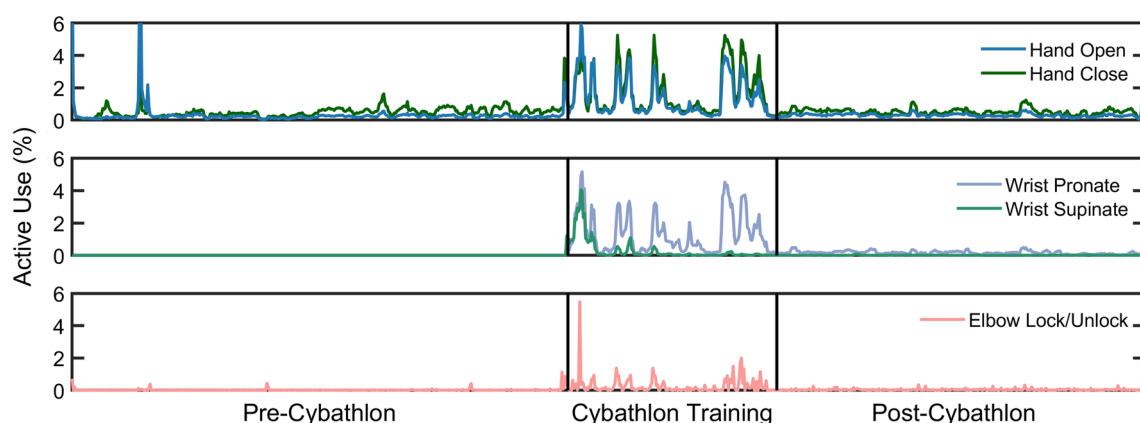 Active Use (%)
6
4
2
0
Hand Open
Hand Close
6
4
2
0
Wrist Pronate
Wrist Supinate
6
4
2
0
Elbow Lock/Unlock
Pre-Cybathlon Cybathlon Training Post-Cybathlon